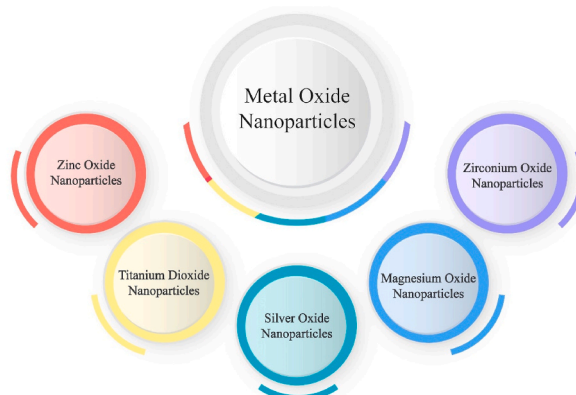 Metal Oxide
Nanoparticles
Zinc Oxide
Nanoparticles
Titanium Dioxide
Nanoparticles
Silver Oxide
Nanoparticles
Magnesium Oxide
Nanoparticles
Zirconium Oxide
Nanoparticles